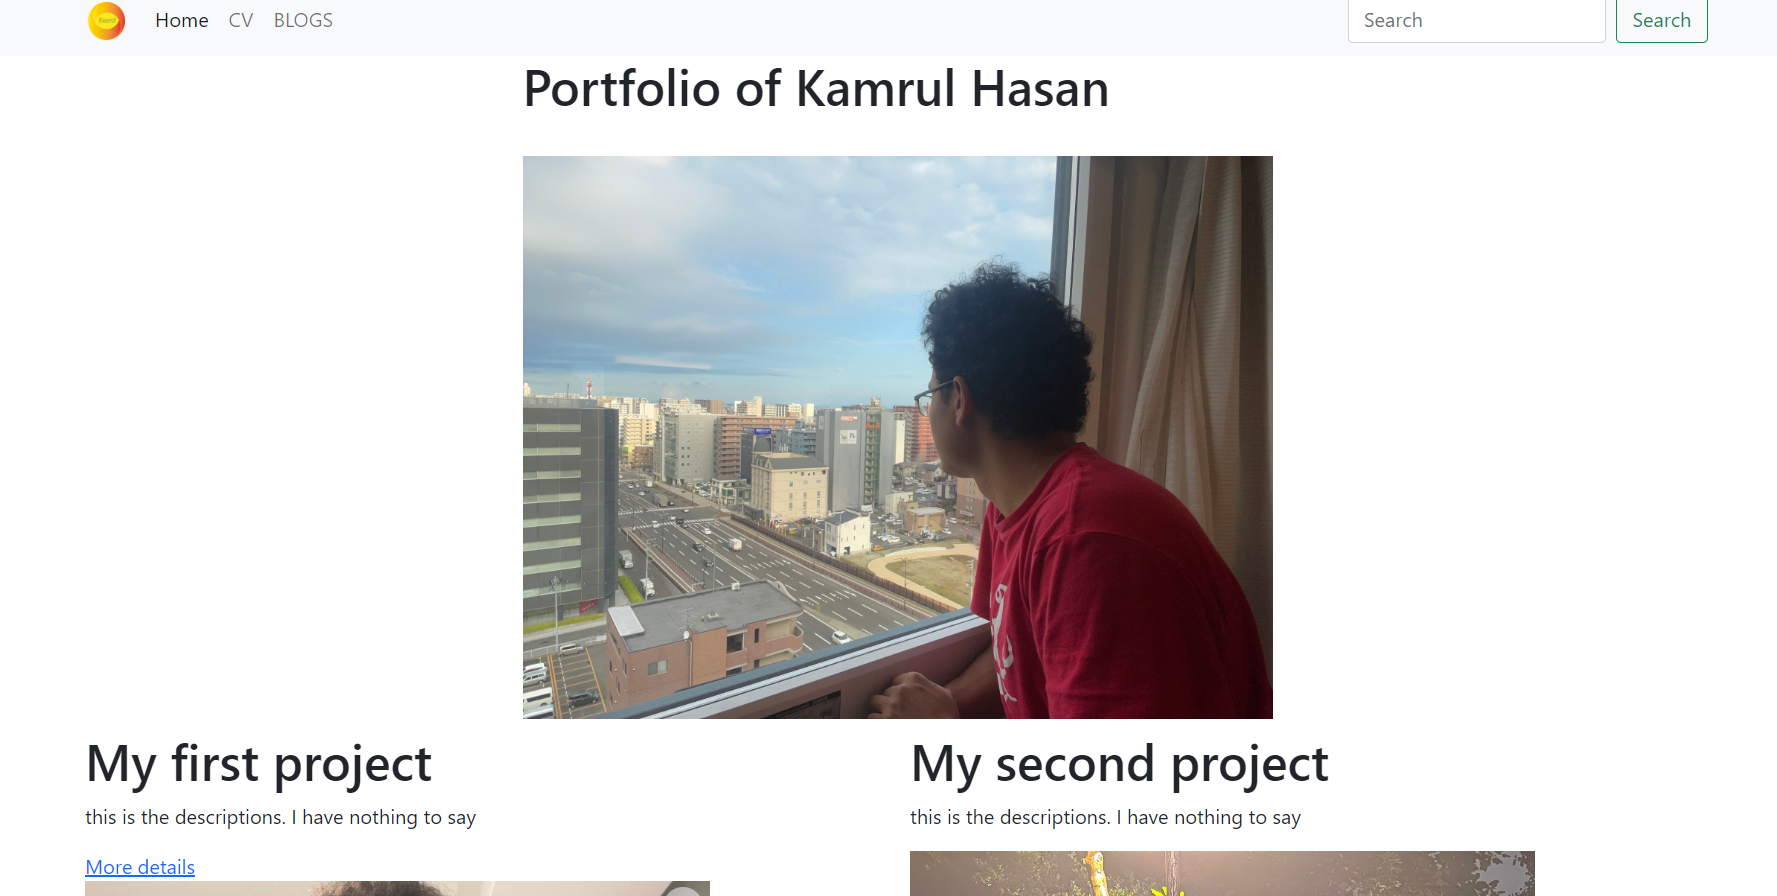 Kamrul
Home CV BLOGS Search Search
Portfolio of Kamrul Hasan
My first project
this is the descriptions. I have nothing to say
More details
My second project
this is the descriptions. I have nothing to say